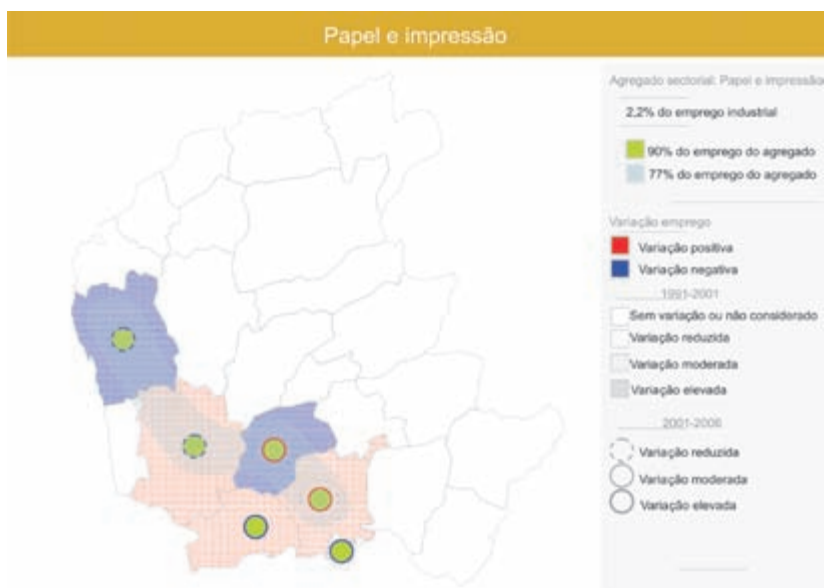 Papel e impressão
Agregado sectorial: Papel e impressão
2,2% do emprego industrial
90% do emprego do agregado
77% do emprego do agregado
Variação emprego
Variação positiva
Variação negativa
1991-2001
Sem variação ou não considerado
Variação reduzida
Variação moderada
Variação elevada
2001-2006
Variação reduzida
Variação moderada
Variação elevada